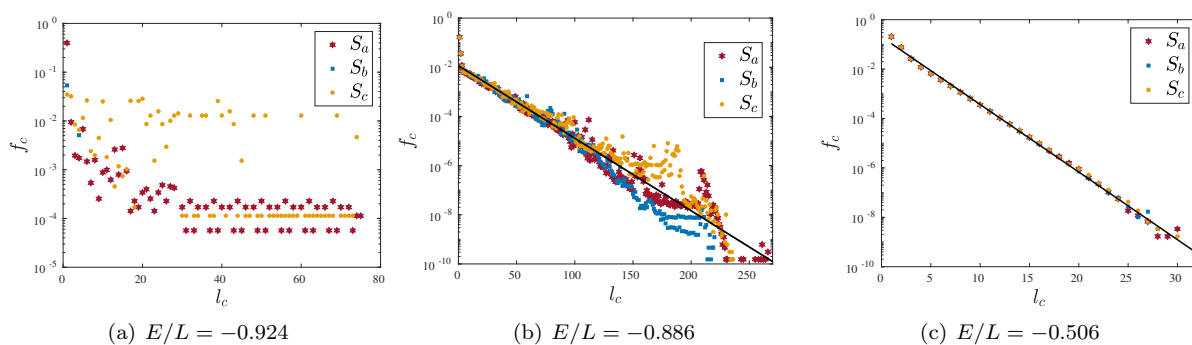 10 0
10 -1
10 -2
10 -3
10 -4
10 -5
f_c
0 20 40 60 80
l_c
S_a
S_b
S_c
(a) E/L = −0.924
10 0
10 -2
10 -4
10 -6
10 -8
10 -10
f_c
0 50 100 150 200 250
l_c
S_a
S_b
S_c
(b) E/L = −0.886
10 0
10 -2
10 -4
10 -6
10 -8
10 -10
f_c
0 5 10 15 20 25 30
l_c
S_a
S_b
S_c
(c) E/L = −0.506